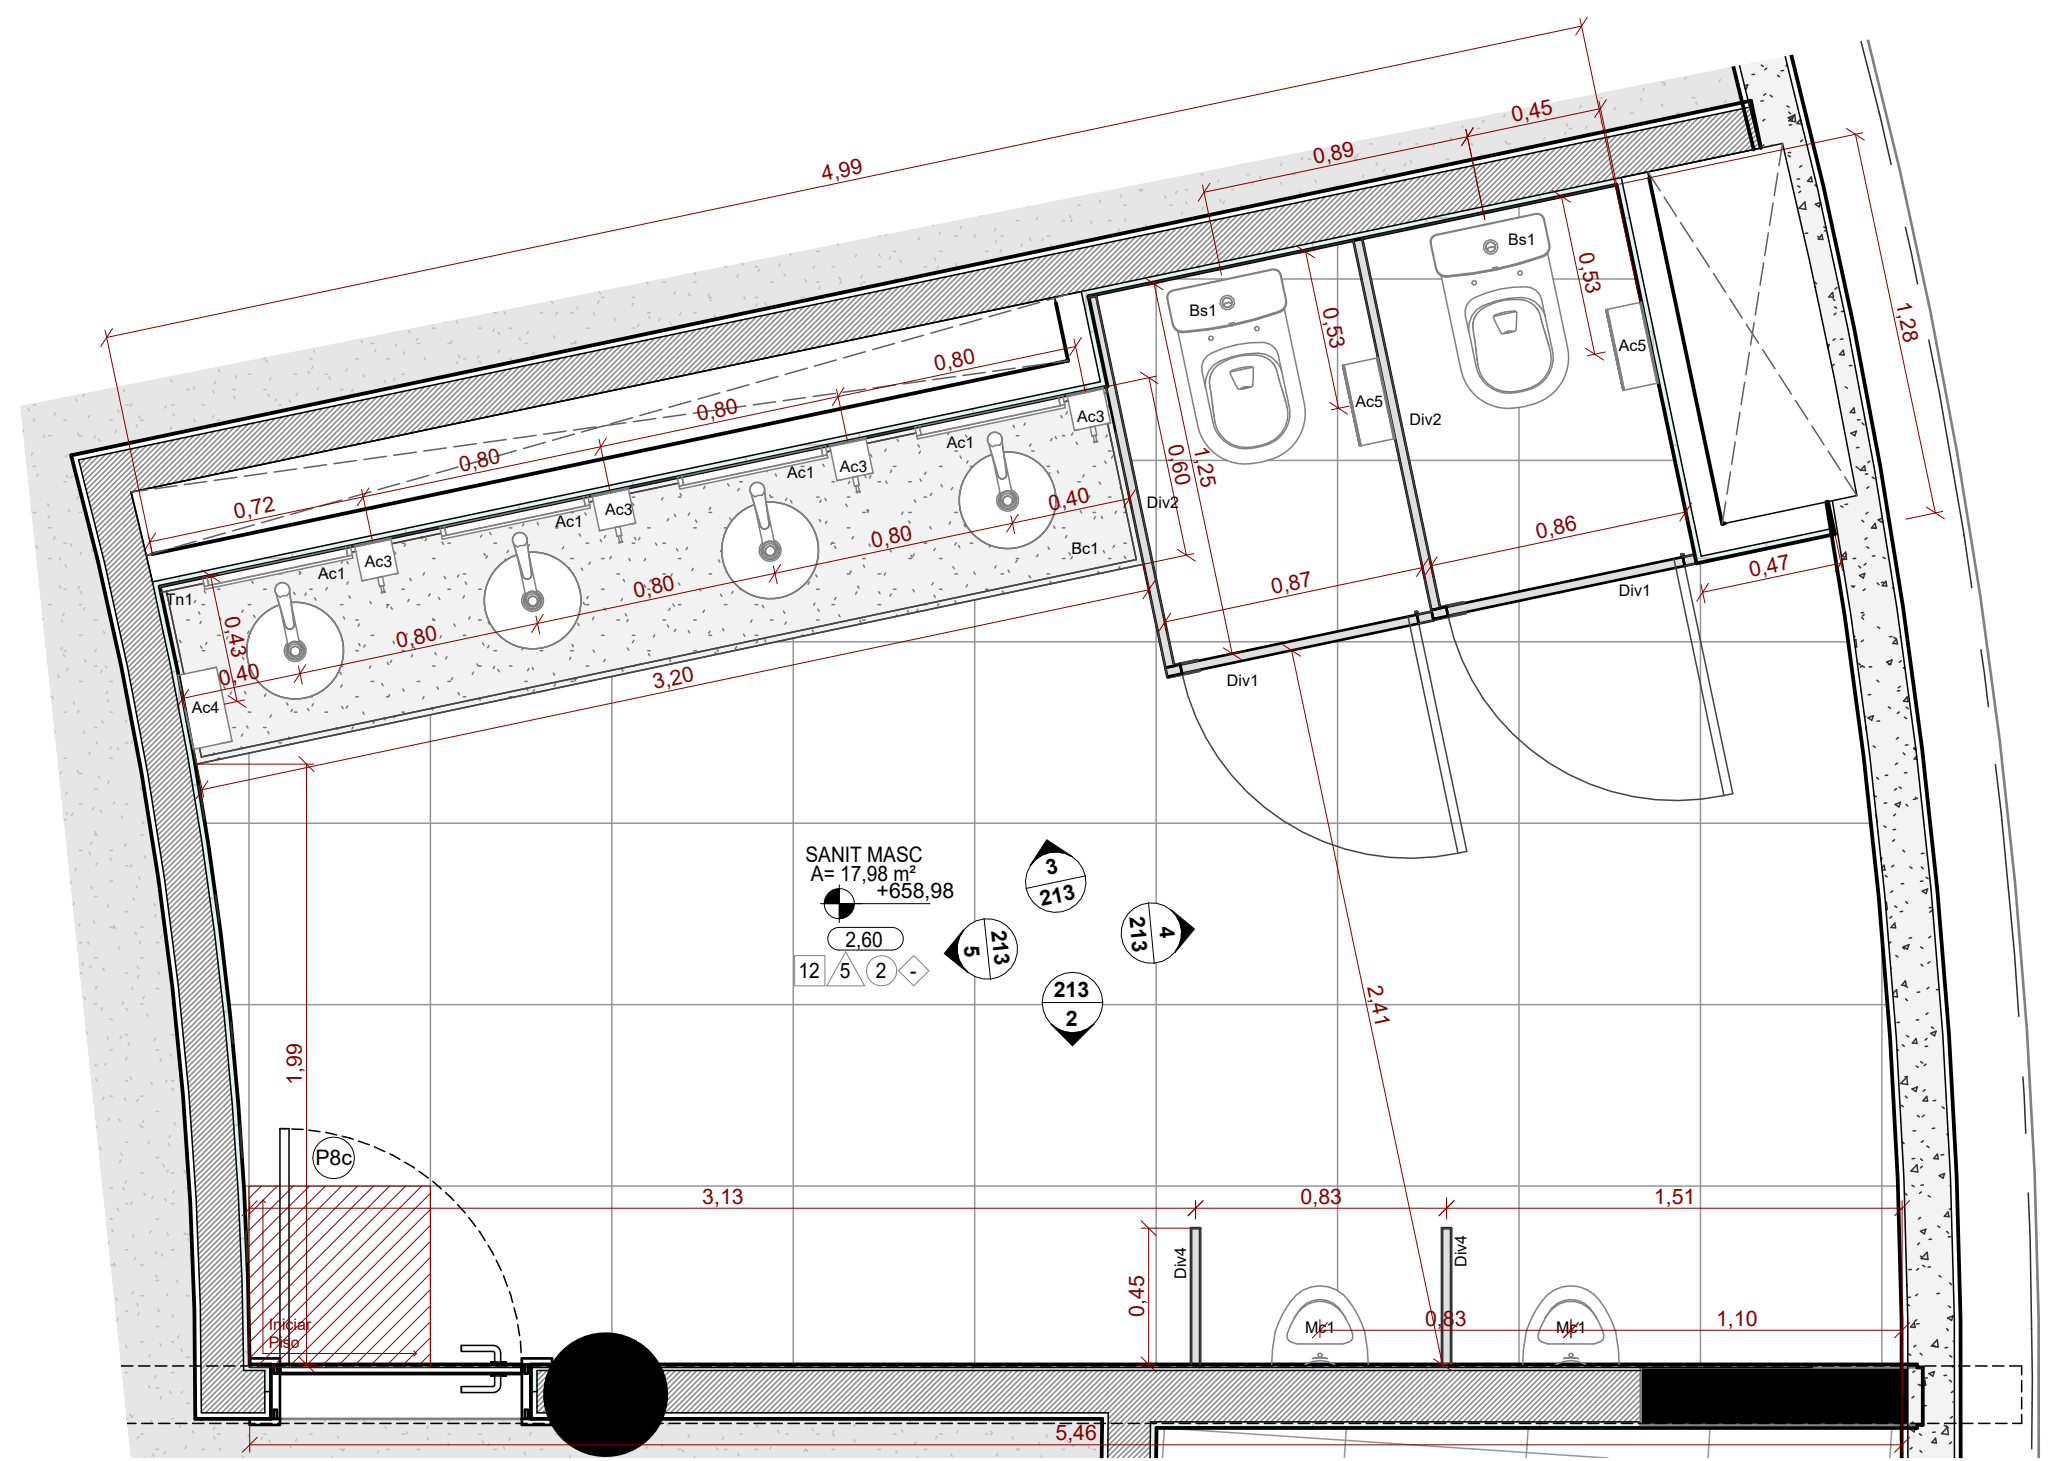 4,99
0,89
0,45
1,28
Bs1
Bs1
0,53
0,53
Ac5
Ac5
Div2
0,80
0,80
0,80
0,72
Ac3
Ac1
Ac3
Ac1
Ac3
Ac1
Ac3
Ac1
Tn1
0,60
1,25
Div2
0,40
0,80
0,80
0,80
0,40
0,43
Ac4
Bc1
3,20
0,87
0,86
0,47
Div1
Div1
SANIT MASC
A= 17,98 m²
+658,98
2,60
12
5
2
-
3
213
4
213
5
213
213
2
2,41
1,99
P8c
3,13
0,83
1,51
Div4
Div4
0,45
Mc1
0,83
Mc1
1,10
Iniciar
Piso
5,46